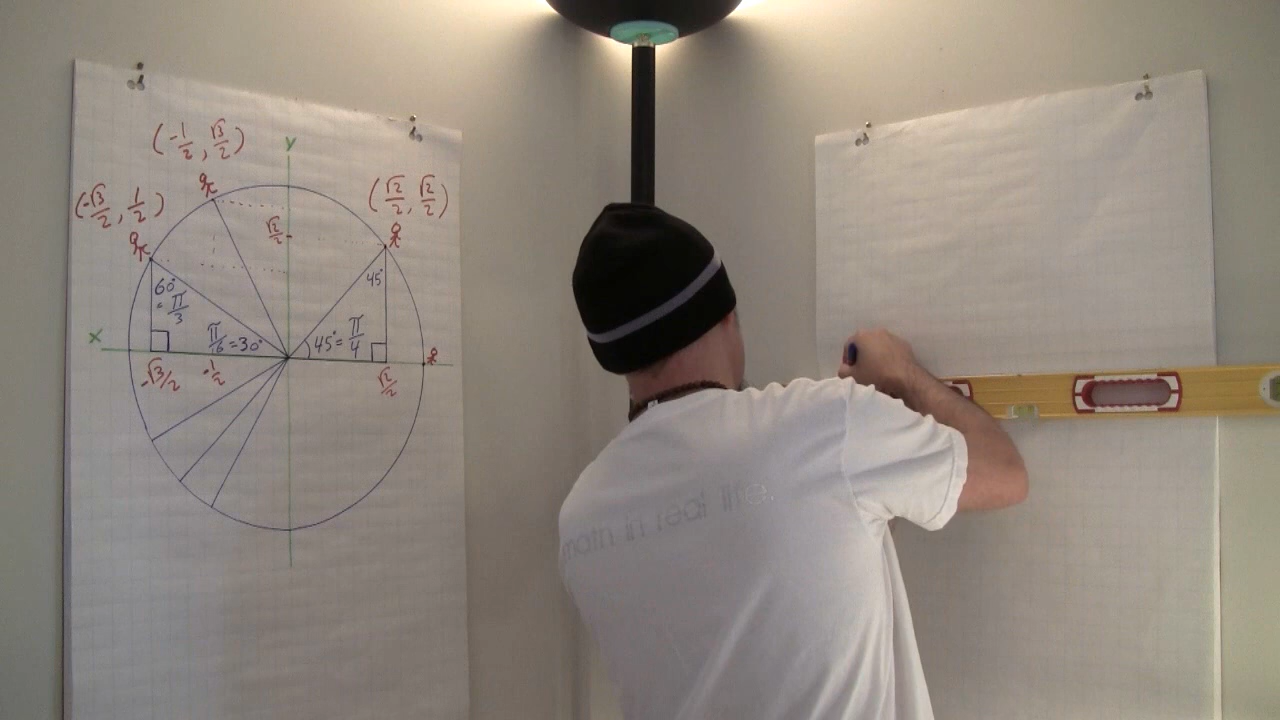 (-1/2, √3/2)
y
(-√3/2, 1/2)
(√2/2, √2/2)
√2/2
60°
= π/3
45°
x
π/6 = 30°
45° = π/4
-√3/2
-1/2
√2/2
math in real life.